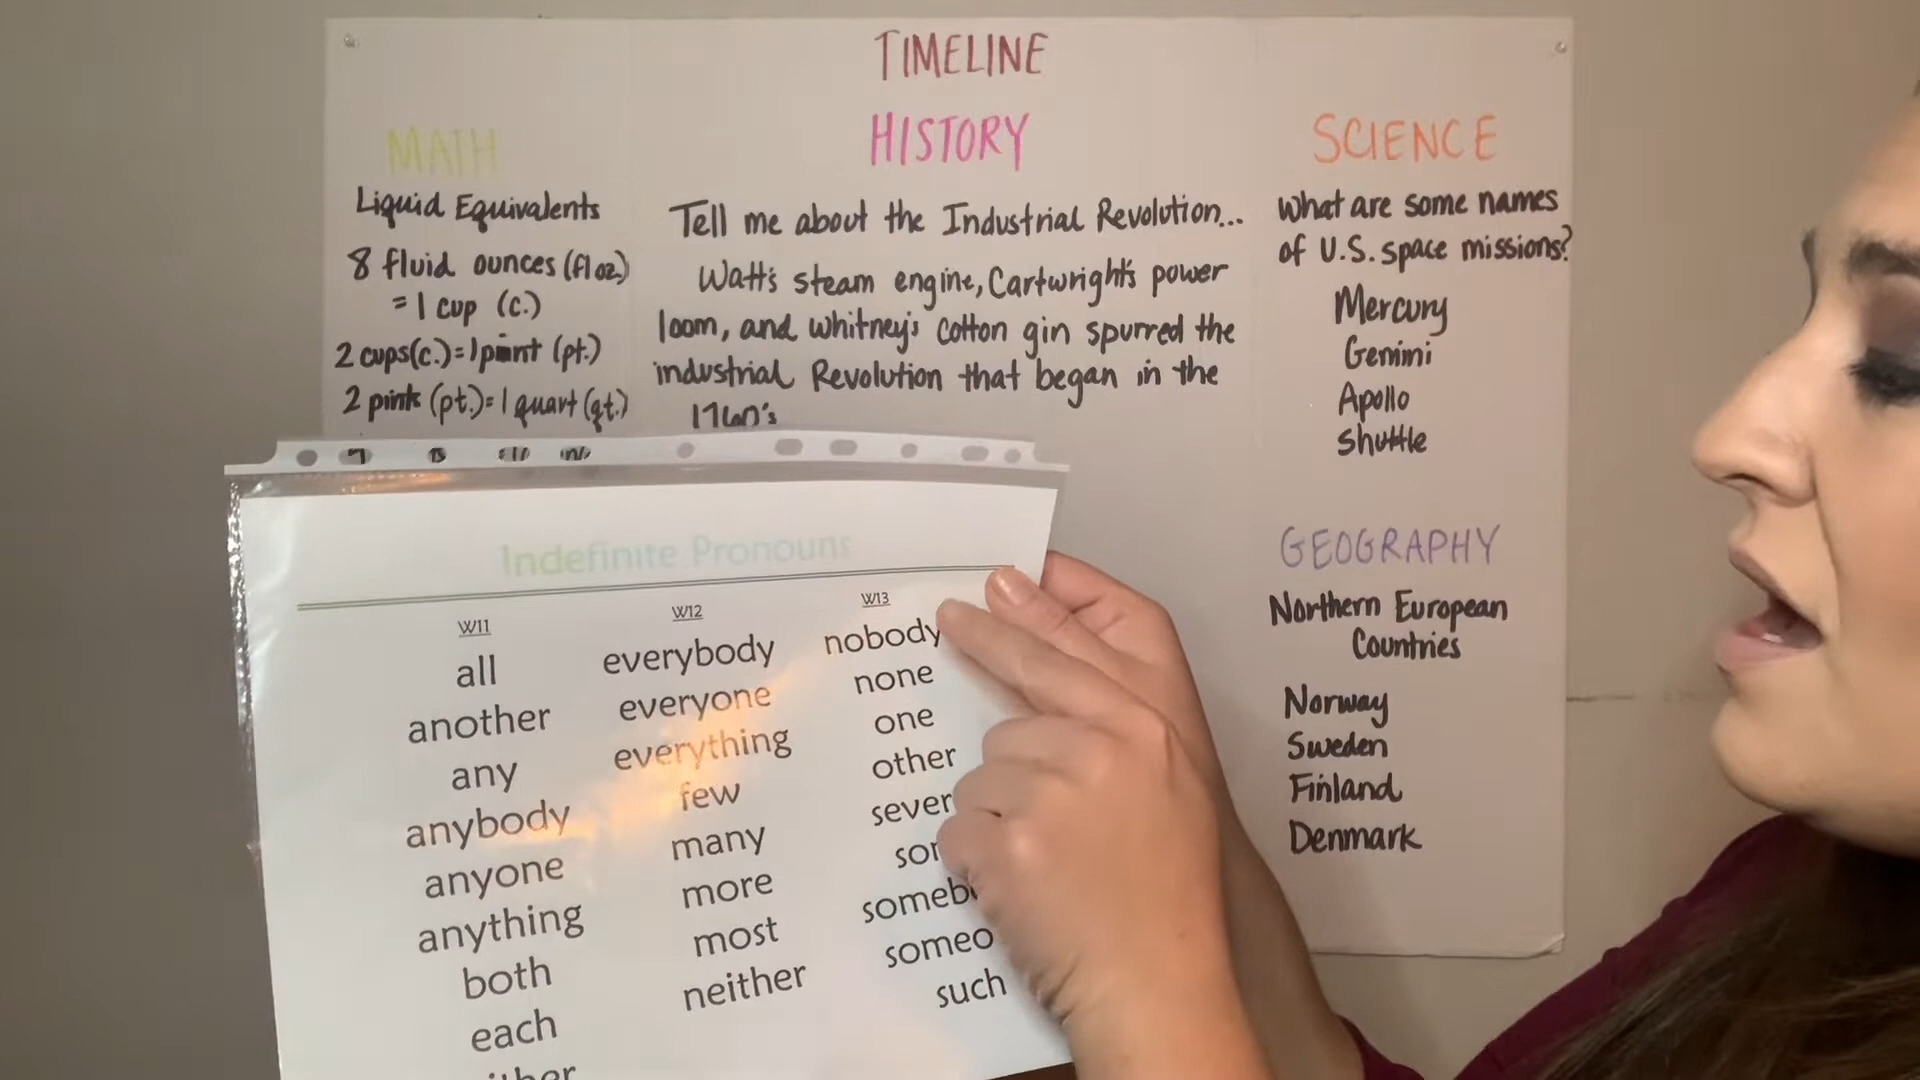 TIMELINE
MATH
Liquid Equivalents
8 fluid ounces (fl oz.)
= 1 cup (c.)
2 cups (c.) = 1 pint (pt.)
2 pints (pt.) = 1 quart (qt.)
HISTORY
Tell me about the Industrial Revolution...
Watt's steam engine, Cartwright's power
loom, and Whitney's cotton gin spurred the
industrial Revolution that began in the
1760's
SCIENCE
What are some names
of U.S. space missions?
Mercury
Gemini
Apollo
Shuttle
GEOGRAPHY
Northern European
Countries
Norway
Sweden
Finland
Denmark
Indefinite Pronouns
W11
all
another
any
anybody
anyone
anything
both
each
W12
everybody
everyone
everything
few
many
more
most
neither
W13
nobody
none
one
other
sever
som
someb
someo
such